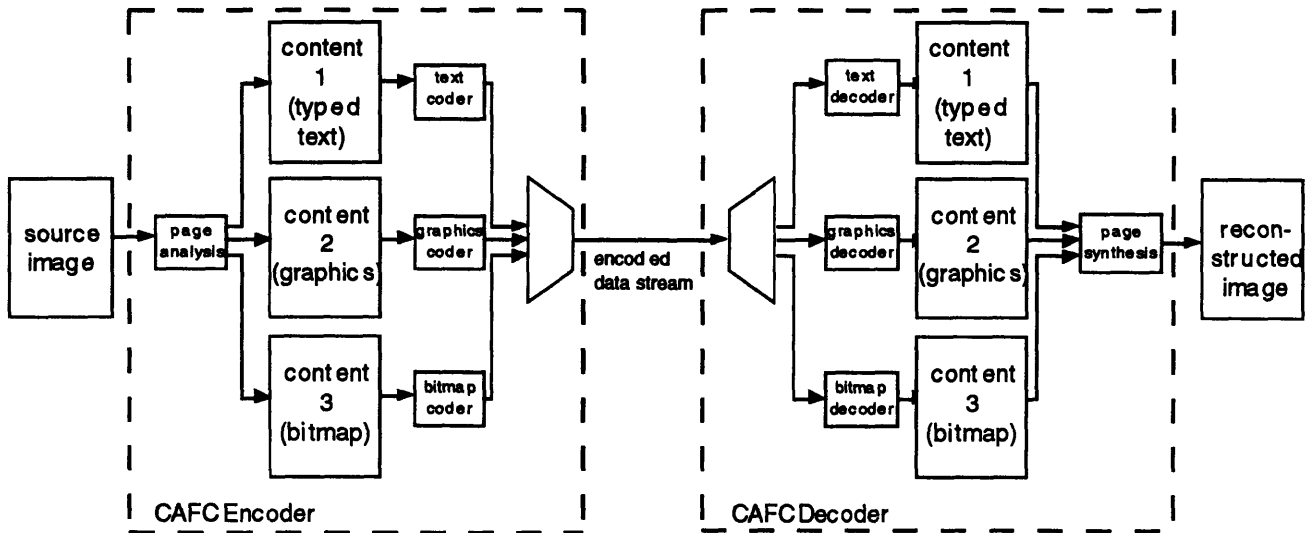 source
image
page
analysis
content
1
(typed
text)
text
coder
content
2
(graphics)
graphics
coder
content
3
(bitmap)
bitmap
coder
CAFC Encoder
encoded
data stream
text
decoder
content
1
(typed
text)
graphics
decoder
content
2
(graphics)
bitmap
decoder
content
3
(bitmap)
page
synthesis
CAFC Decoder
recon-
structed
image